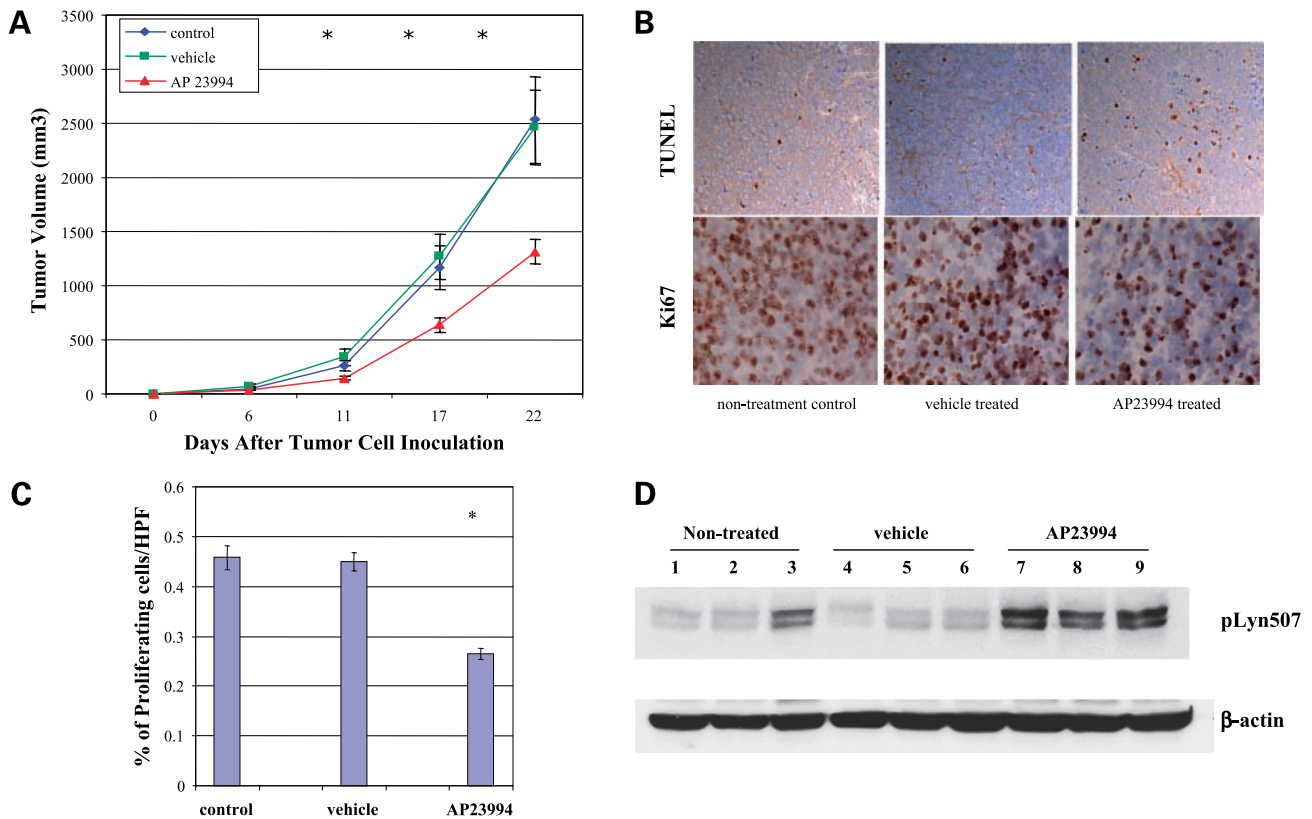 A
3500
3000
2500
2000
1500
1000
500
0
Tumor Volume (mm3)
control
vehicle
AP 23994
* * *
0 6 11 17 22
Days After Tumor Cell Inoculation
B
TUNEL
Ki67
non-treatment control vehicle treated AP23994 treated
C
0.6
0.5
0.4
0.3
0.2
0.1
0
% of Proliferating cells/HPF
*
control vehicle AP23994
D
Non-treated vehicle AP23994
1 2 3 4 5 6 7 8 9
pLyn507
β-actin